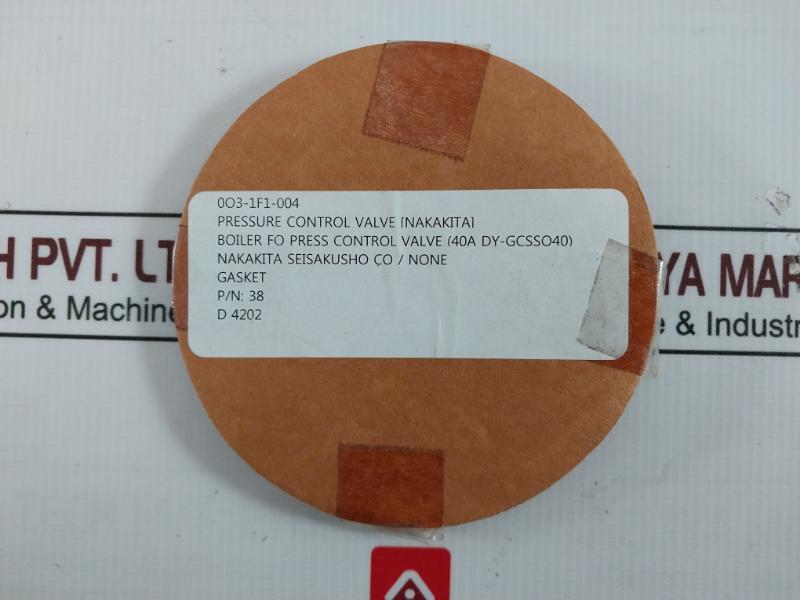 0O3-1F1-004
PRESSURE CONTROL VALVE [NAKAKITA]
BOILER FO PRESS CONTROL VALVE (40A DY-GCSSO40)
NAKAKITA SEISAKUSHO CO / NONE
GASKET
P/N: 38
D 4202
H PVT. LT
YA MAR
on & Machine
& Industr